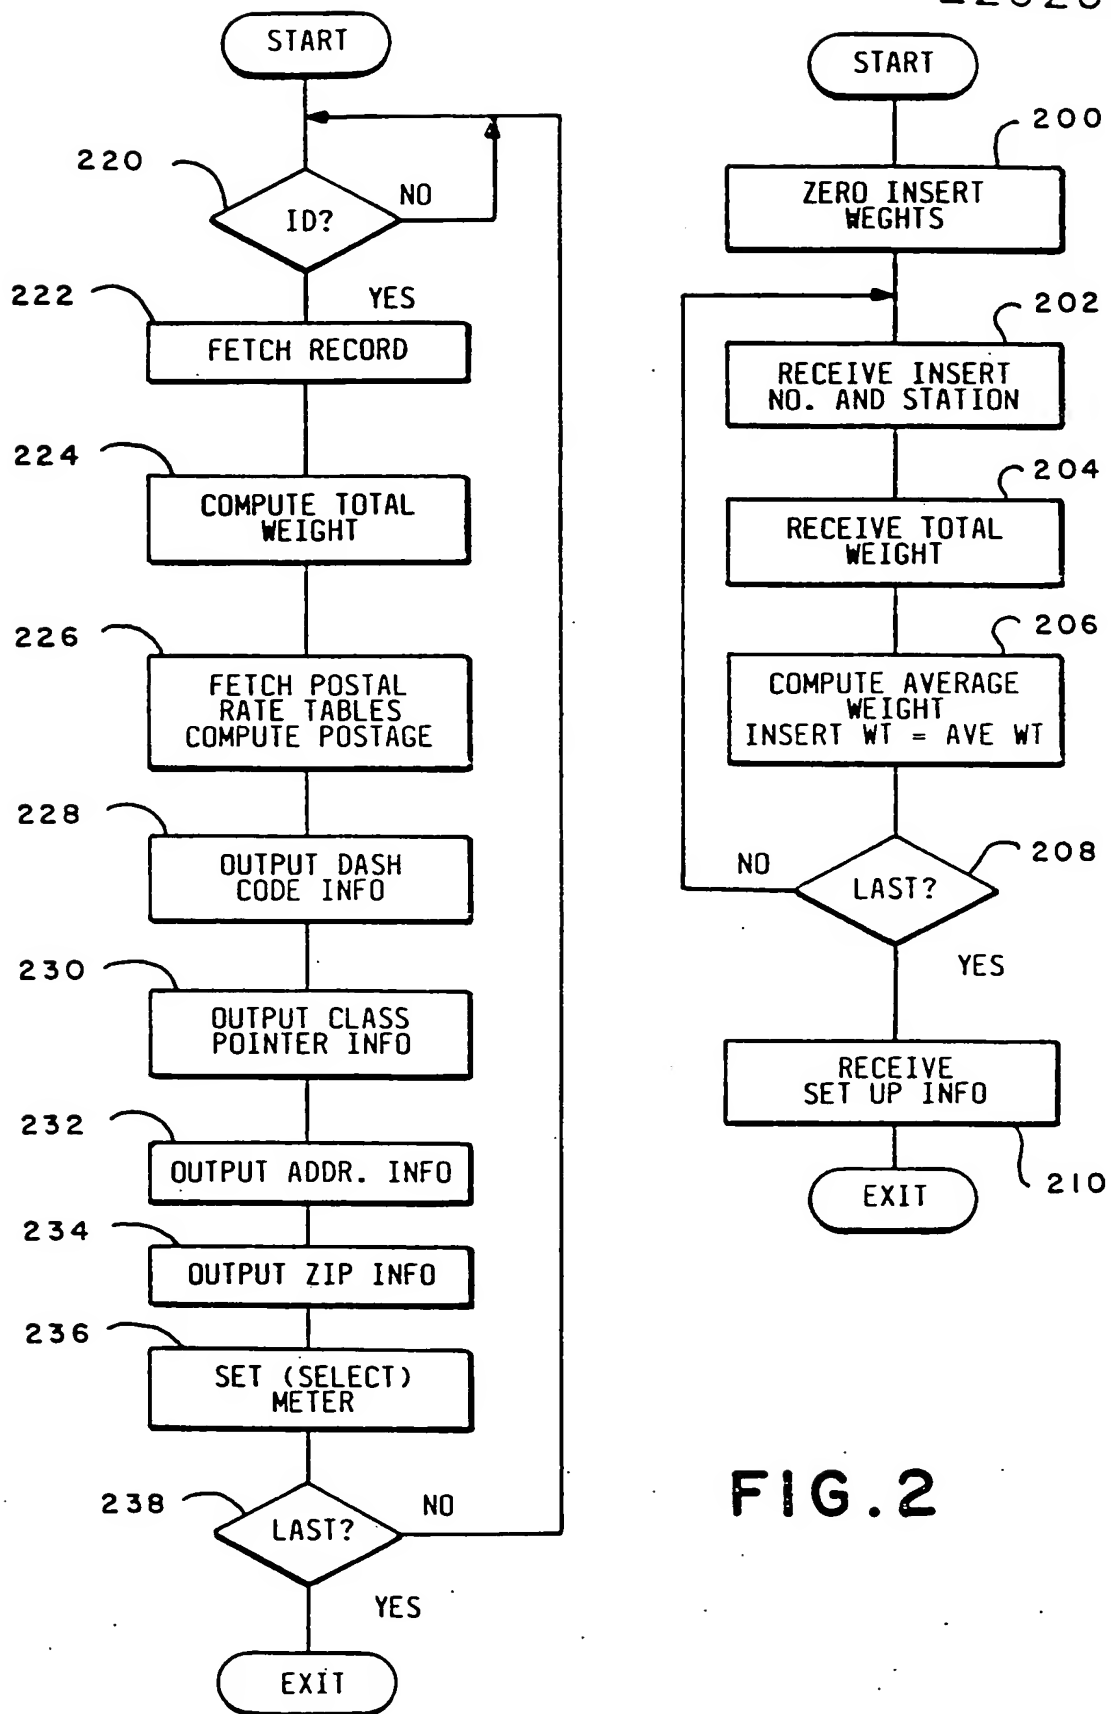 START
220
ID?
NO
YES
222
FETCH RECORD
224
COMPUTE TOTAL
WEIGHT
226
FETCH POSTAL
RATE TABLES
COMPUTE POSTAGE
228
OUTPUT DASH
CODE INFO
230
OUTPUT CLASS
POINTER INFO
232
OUTPUT ADDR. INFO
234
OUTPUT ZIP INFO
236
SET (SELECT)
METER
238
LAST?
NO
YES
EXIT
START
200
ZERO INSERT
WEGHTS
202
RECEIVE INSERT
NO. AND STATION
204
RECEIVE TOTAL
WEIGHT
206
COMPUTE AVERAGE
WEIGHT
INSERT WT = AVE WT
208
NO
LAST?
YES
RECEIVE
SET UP INFO
210
EXIT
FIG.2